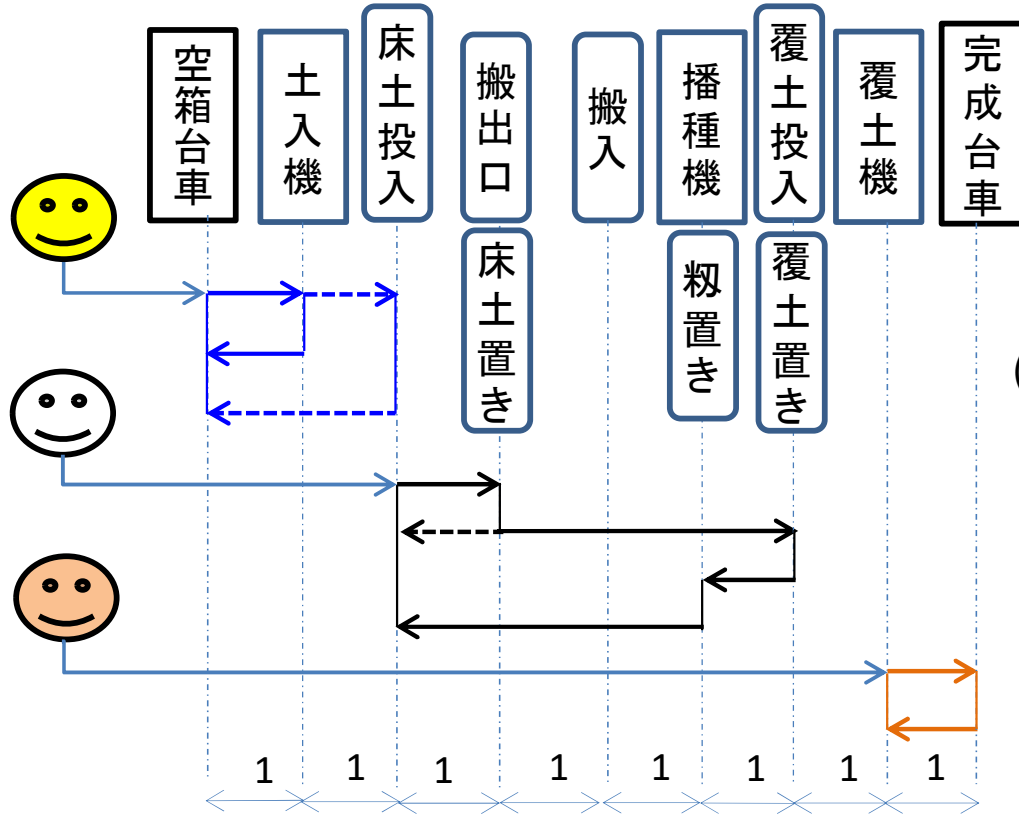 空箱台車
土入機
床土投入
搬出口
搬入
播種機
覆土投入
覆土機
完成台車
床土置き
籾置き
覆土置き
1 1 1 1 1 1 1 1